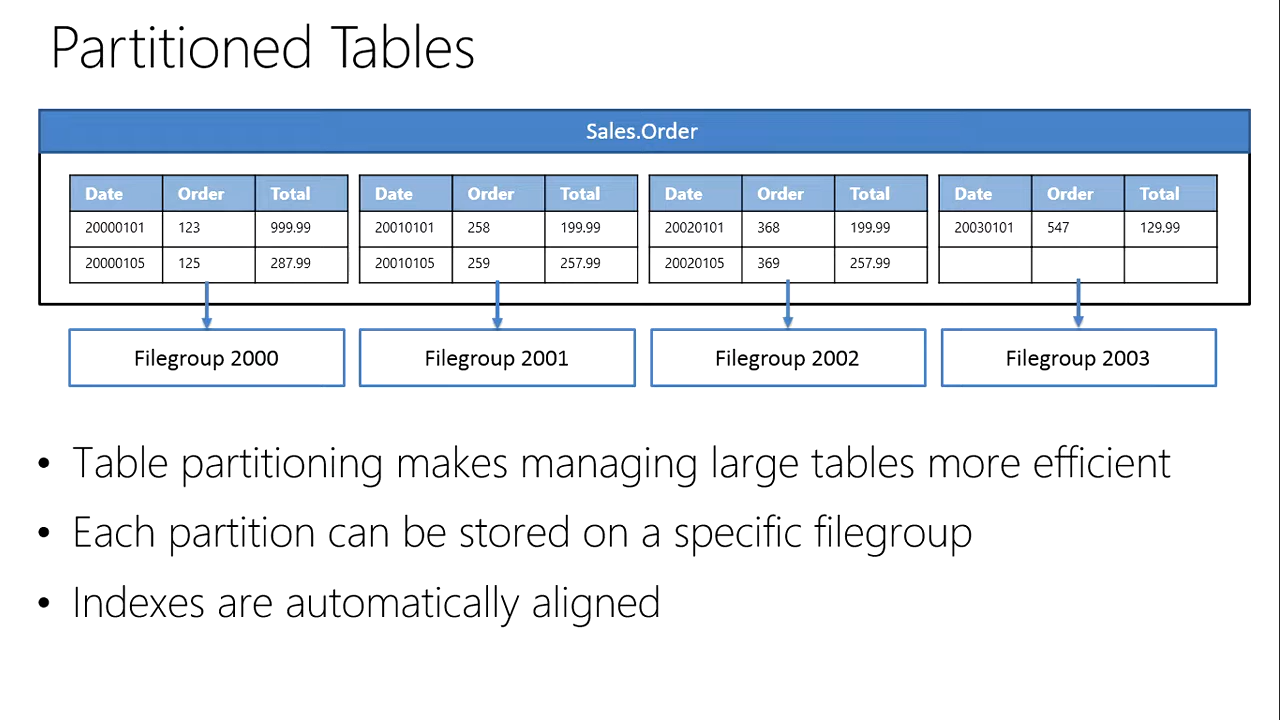 Partitioned Tables
Sales.Order
Date Order Total Date Order Total Date Order Total Date Order Total
20000101 123 999.99 20010101 258 199.99 20020101 368 199.99 20030101 547 129.99
20000105 125 287.99 20010105 259 257.99 20020105 369 257.99
Filegroup 2000 Filegroup 2001 Filegroup 2002 Filegroup 2003
• Table partitioning makes managing large tables more efficient
• Each partition can be stored on a specific filegroup
• Indexes are automatically aligned